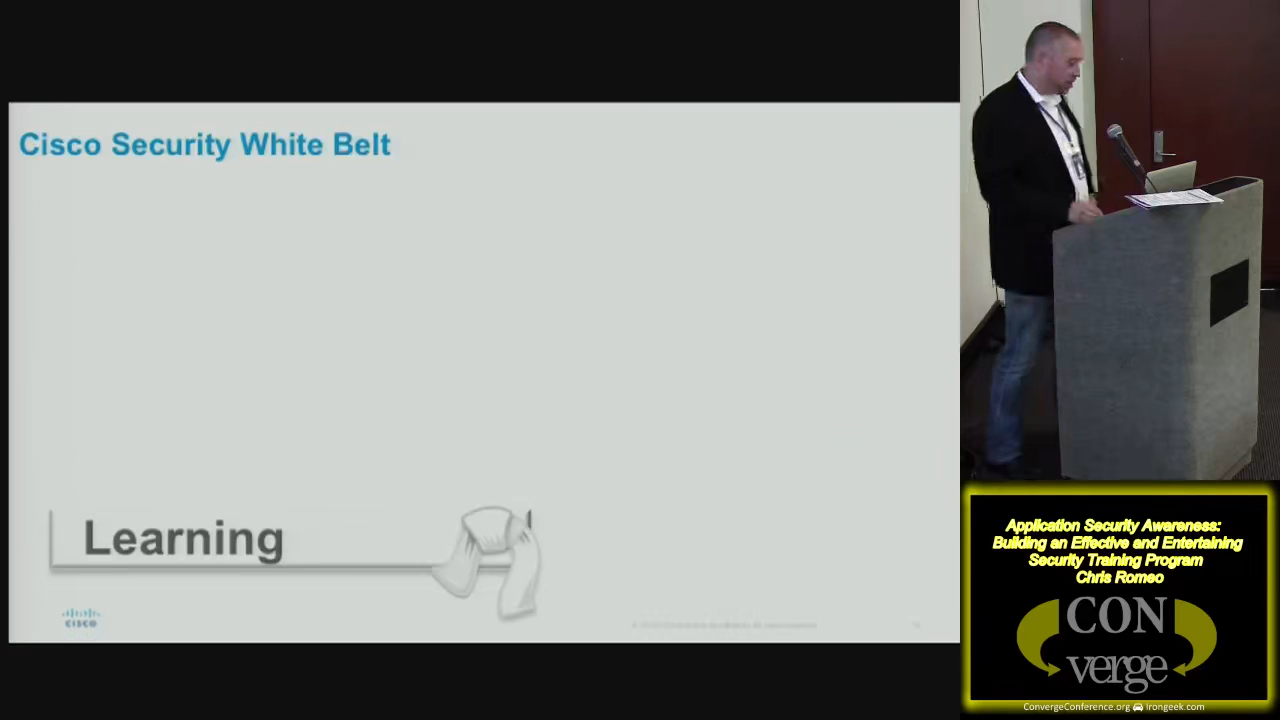 Cisco Security White Belt
Learning
CISCO
Application Security Awareness:
Building an Effective and Entertaining
Security Training Program
Chris Romeo
CON
verge
ConvergeConference.org Irongeek.com